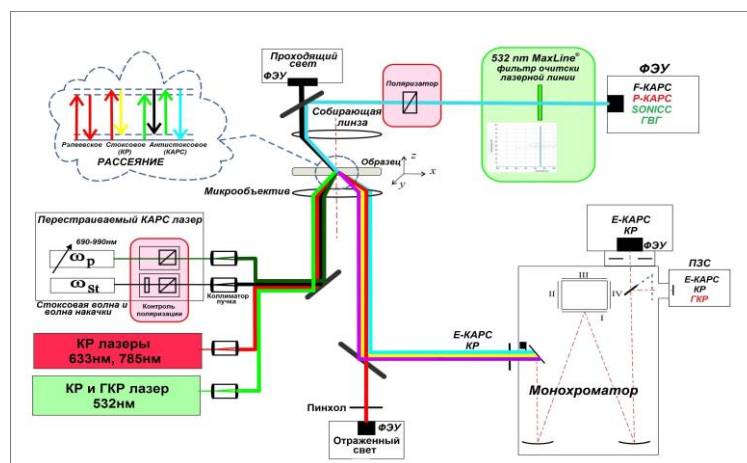 Проходящий
свет
ФЭУ
Поляризатор
532 nm MaxLine®
фильтр очитски
лазерной линии
ФЭУ
F-КАРС
P-КАРС
SONICC
ГВГ
Собирающая
линза
Рэлеевское
Стоксовое
(КР)
Антистоксовое
(КАРС)
РАССЕЯНИЕ
Образец
z
x
y
Микрообъектив
Перестраиваемый КАРС лазер
690-990нм
ωp
ωSt
Стоксовая волна и
волна накачки
Контроль
поляризации
Коллиматор
пучка
E-КАРС
КР
ФЭУ
ПЗС
E-КАРС
КР
ГКР
III
II
IV
I
E-КАРС
КР
Монохроматор
КР лазеры
633нм, 785нм
КР и ГКР лазер
532нм
Пинхол
ФЭУ
Отраженный
свет